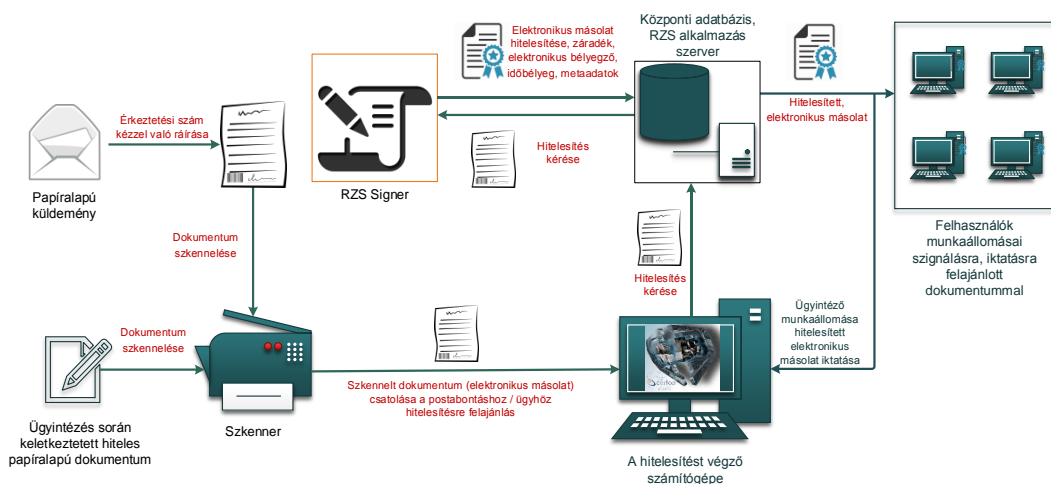 Elektronikus másolat
hitelesítése, záradék,
elektronikus bélyegző,
időbélyeg, metaadatok
Központi adatbázis,
RZS alkalmazás
szerver
Hitelesített,
elektronikus másolat
Érkeztetési szám
kézzel való ráírása
Hitelesítés
kérése
Papíralapú
küldemény
RZS Signer
Felhasználók
munkaállomásai
szignálásra, iktatásra
felajánlott
dokumentummal
Dokumentum
szkennelése
Hitelesítés
kérése
Ügyintéző
munkaállomása
hitelesített
elektronikus
másolat iktatása
Dokumentum
szkennelése
Szkennelt dokumentum (elektronikus másolat)
csatolása a postabontáshoz / ügyhöz
hitelesítésre felajánlás
Ügyintézés során
keletkeztetett hiteles
papíralapú dokumentum
Szkenner
A hitelesítést végző
számítógépe